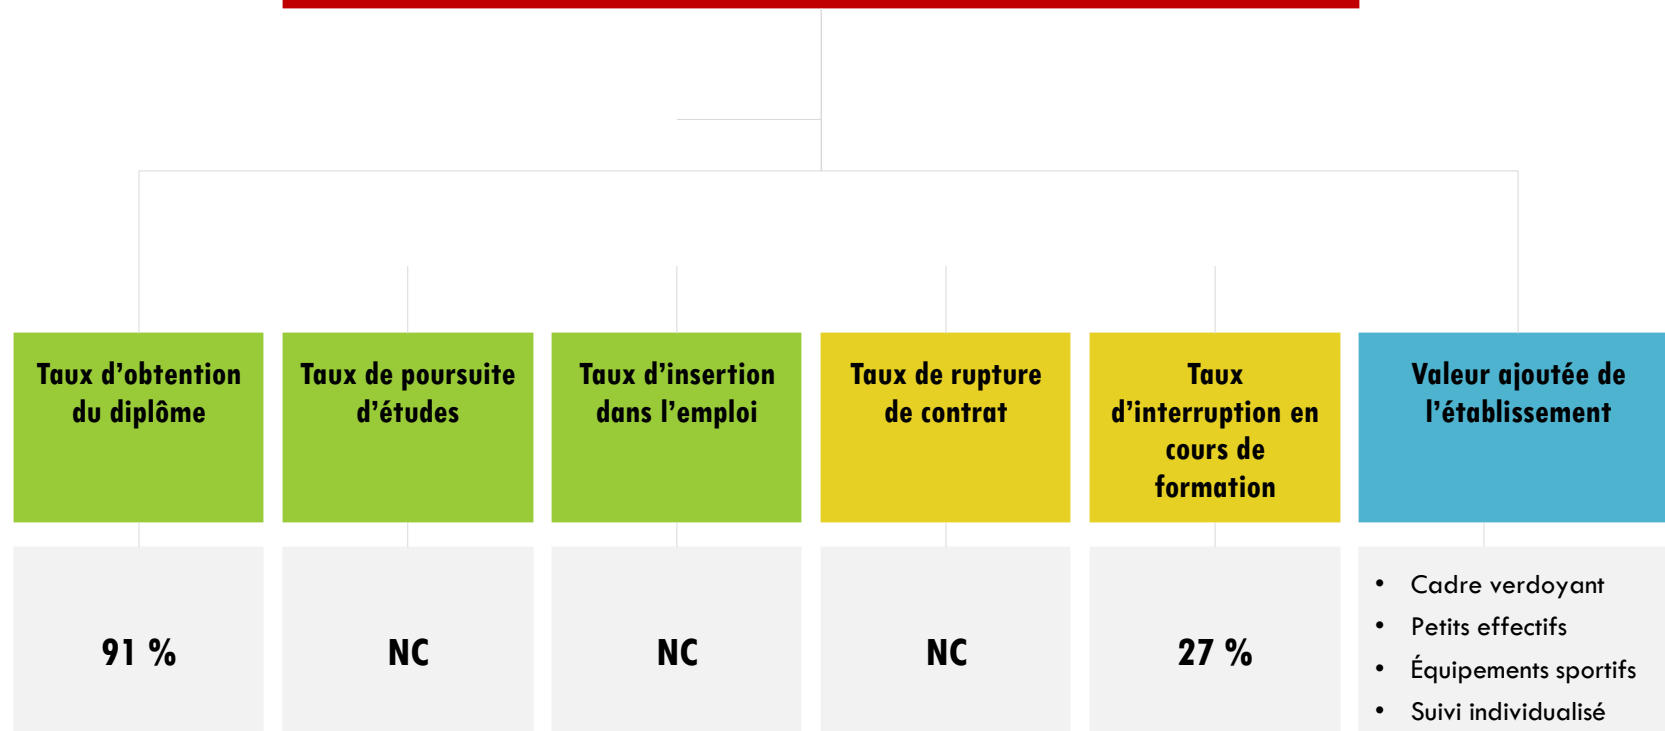 Taux d’obtention
du diplôme
Taux de poursuite
d’études
Taux d’insertion
dans l’emploi
Taux de rupture
de contrat
Taux
d’interruption en
cours de
formation
Valeur ajoutée de
l’établissement
91 %
NC
NC
NC
27 %
• Cadre verdoyant
• Petits effectifs
• Équipements sportifs
• Suivi individualisé